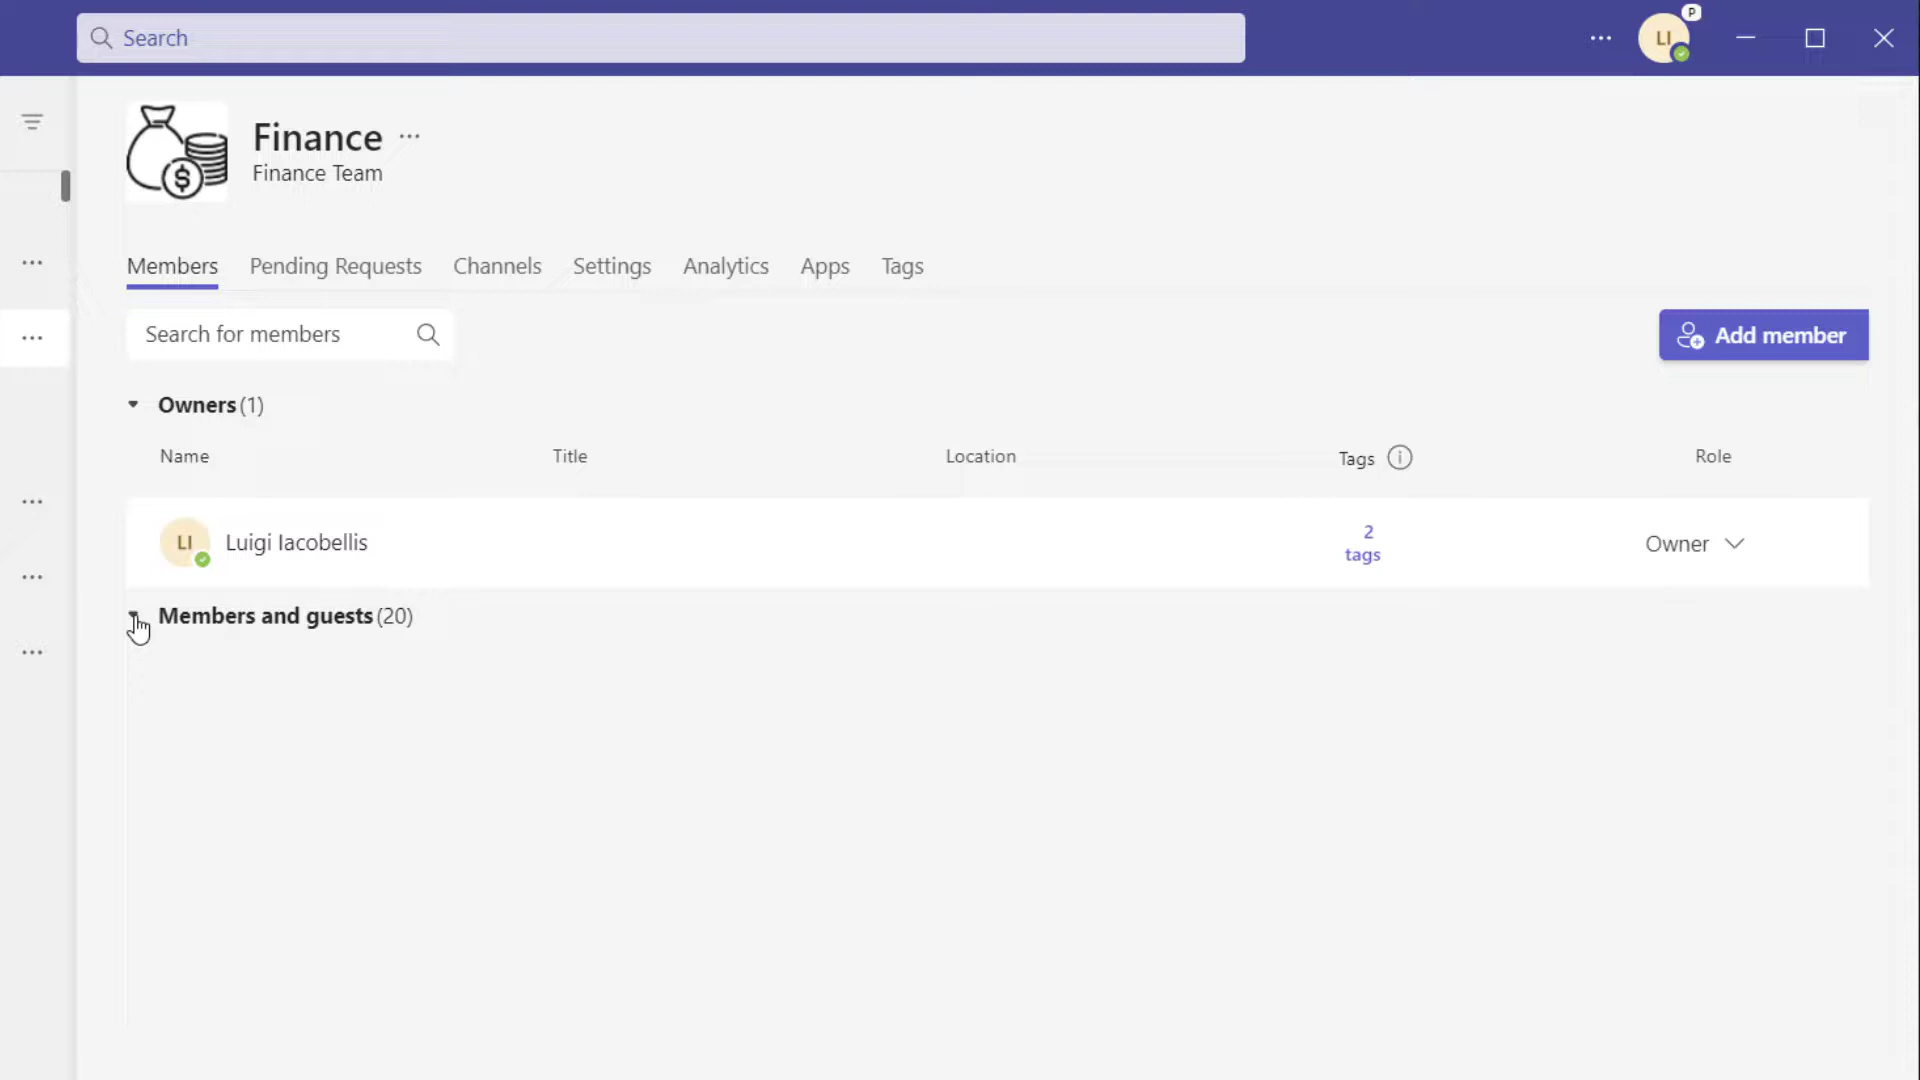 Search
P
LI
Finance ...
Finance Team
$
Members Pending Requests Channels Settings Analytics Apps Tags
Search for members
Add member
Owners (1)
Name Title Location Tags Role
LI Luigi Iacobellis 2 tags Owner
Members and guests (20)